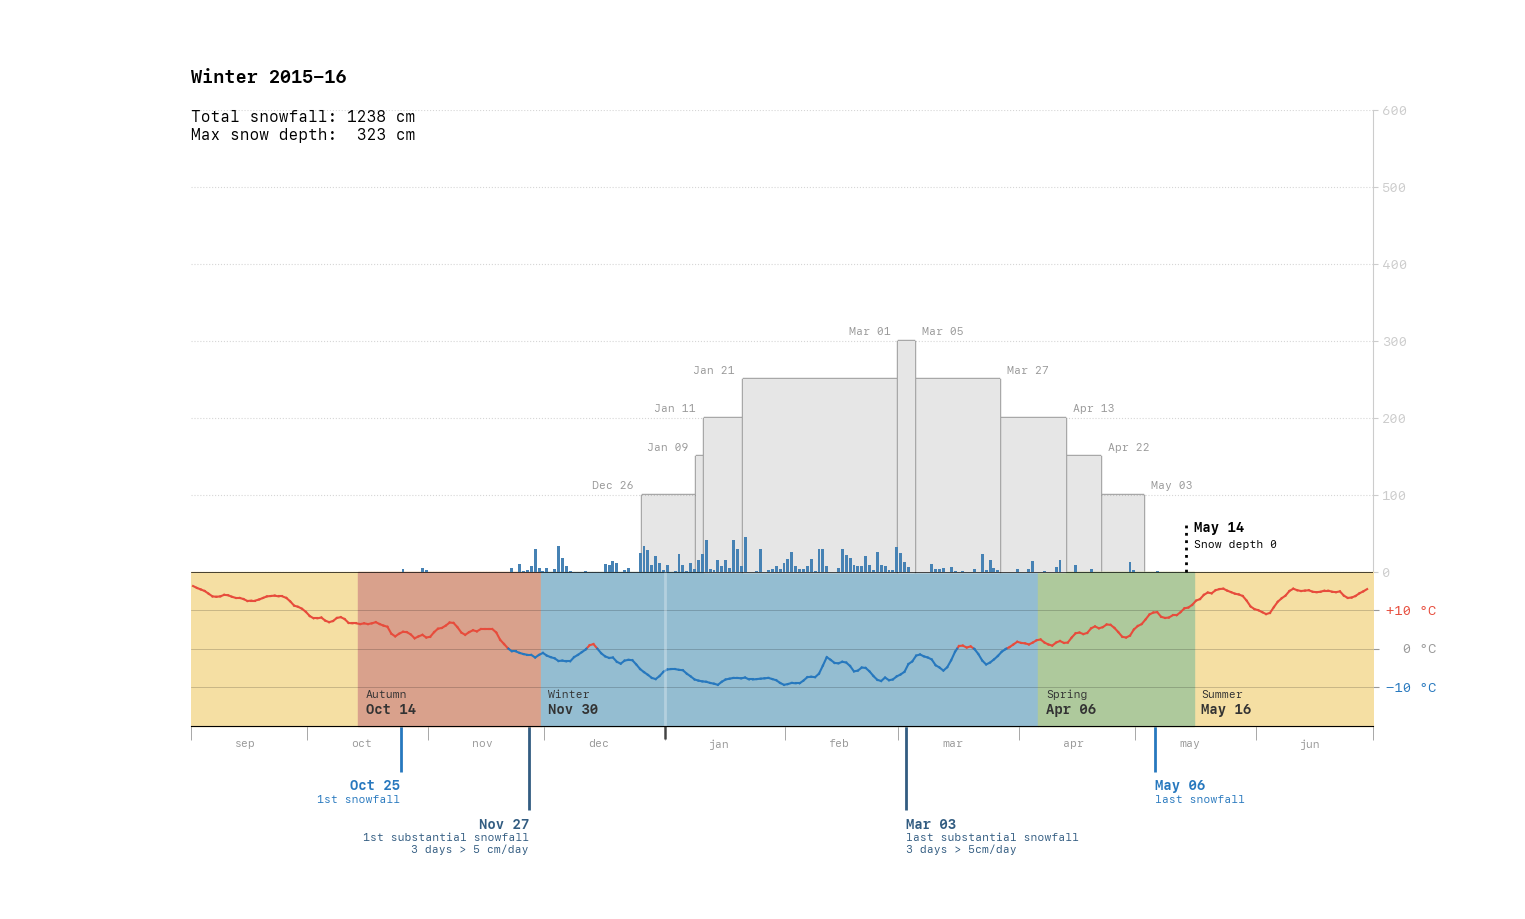 Winter 2015–16
Total snowfall: 1238 cm
Max snow depth:  323 cm
600
500
400
300
200
100
0
Mar 01
Mar 05
Jan 21
Mar 27
Jan 11
Apr 13
Jan 09
Apr 22
Dec 26
May 03
May 14
Snow depth 0
+10 °C
0 °C
−10 °C
Autumn
Oct 14
Winter
Nov 30
Spring
Apr 06
Summer
May 16
sep
oct
nov
dec
jan
feb
mar
apr
may
jun
Oct 25
1st snowfall
Nov 27
1st substantial snowfall
3 days > 5 cm/day
Mar 03
last substantial snowfall
3 days > 5cm/day
May 06
last snowfall